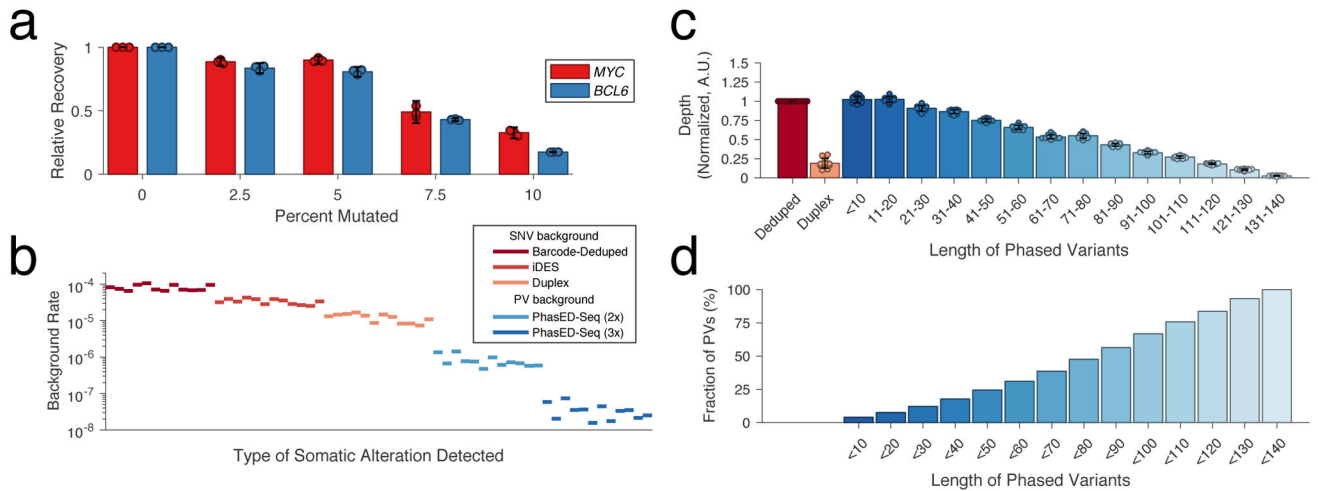 a
Relative Recovery
1
0.5
0
0
2.5
5
7.5
10
Percent Mutated
MYC
BCL6
b
Background Rate
10-4
10-5
10-6
10-7
10-8
Type of Somatic Alteration Detected
SNV background
Barcode-Deduped
iDES
Duplex
PV background
PhasED-Seq (2x)
PhasED-Seq (3x)
c
Depth
(Normalized, A.U.)
1.5
1.25
1
0.75
0.5
0.25
0
Deduped
Duplex
<10
11-20
21-30
31-40
41-50
51-60
61-70
71-80
81-90
91-100
101-110
11-120
121-130
131-140
Length of Phased Variants
d
Fraction of PVs (%)
100
75
50
25
0
<10
<20
<30
<40
<50
<60
<70
<80
<90
<100
<110
<120
<130
<140
Length of Phased Variants